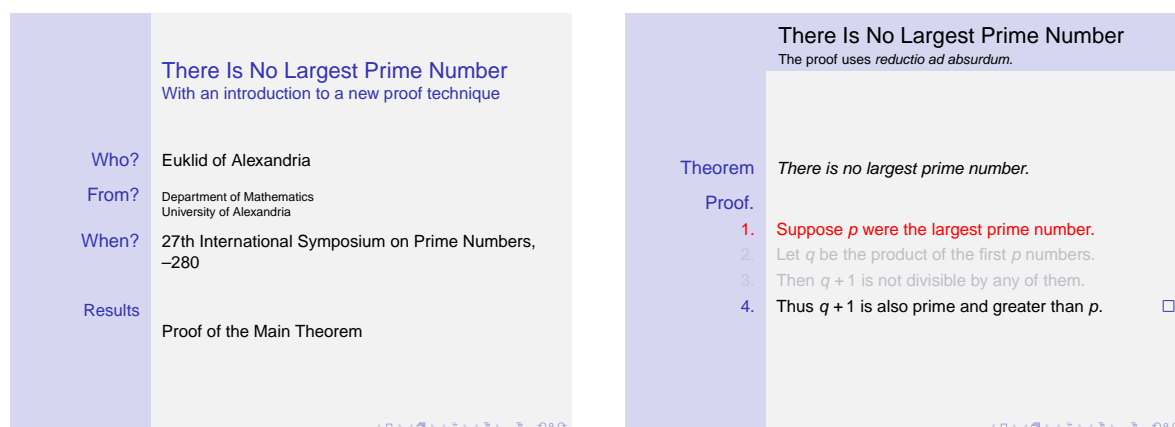 There Is No Largest Prime Number
With an introduction to a new proof technique
Who? Euklid of Alexandria
From? Department of Mathematics
University of Alexandria
When? 27th International Symposium on Prime Numbers,
–280
Results
Proof of the Main Theorem
There Is No Largest Prime Number
The proof uses reductio ad absurdum.
Theorem There is no largest prime number.
Proof.
1. Suppose p were the largest prime number.
2. Let q be the product of the first p numbers.
3. Then q + 1 is not divisible by any of them.
4. Thus q + 1 is also prime and greater than p. □